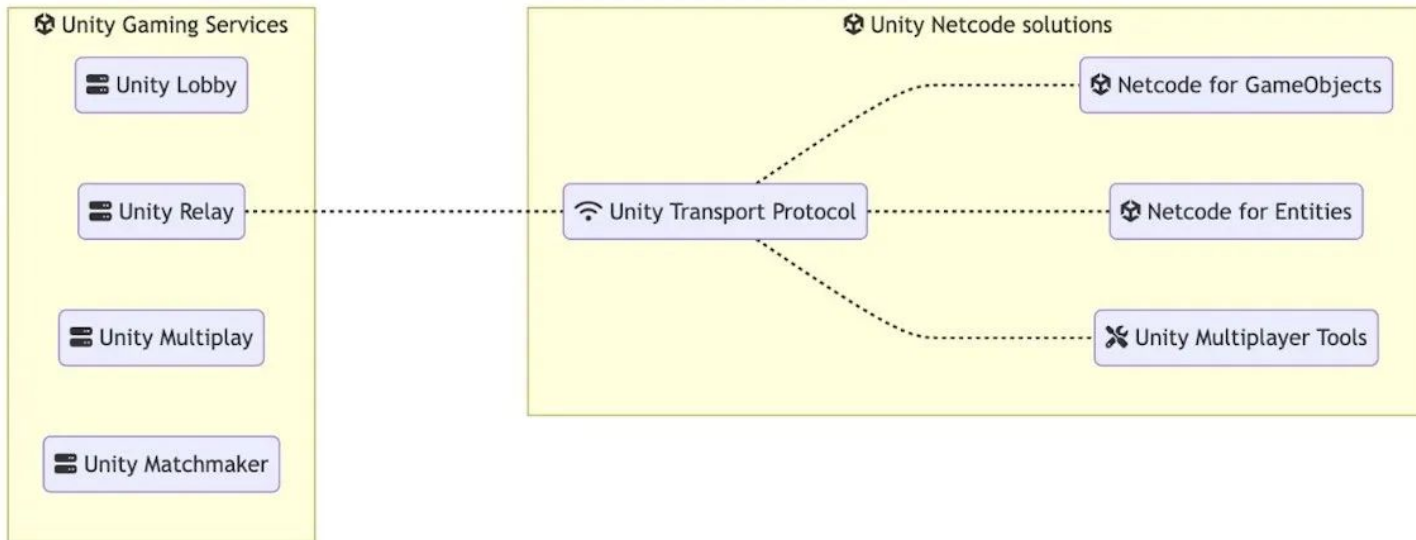 Unity Gaming Services
Unity Lobby
Unity Relay
Unity Multiplay
Unity Matchmaker
Unity Netcode solutions
Unity Transport Protocol
Netcode for GameObjects
Netcode for Entities
Unity Multiplayer Tools